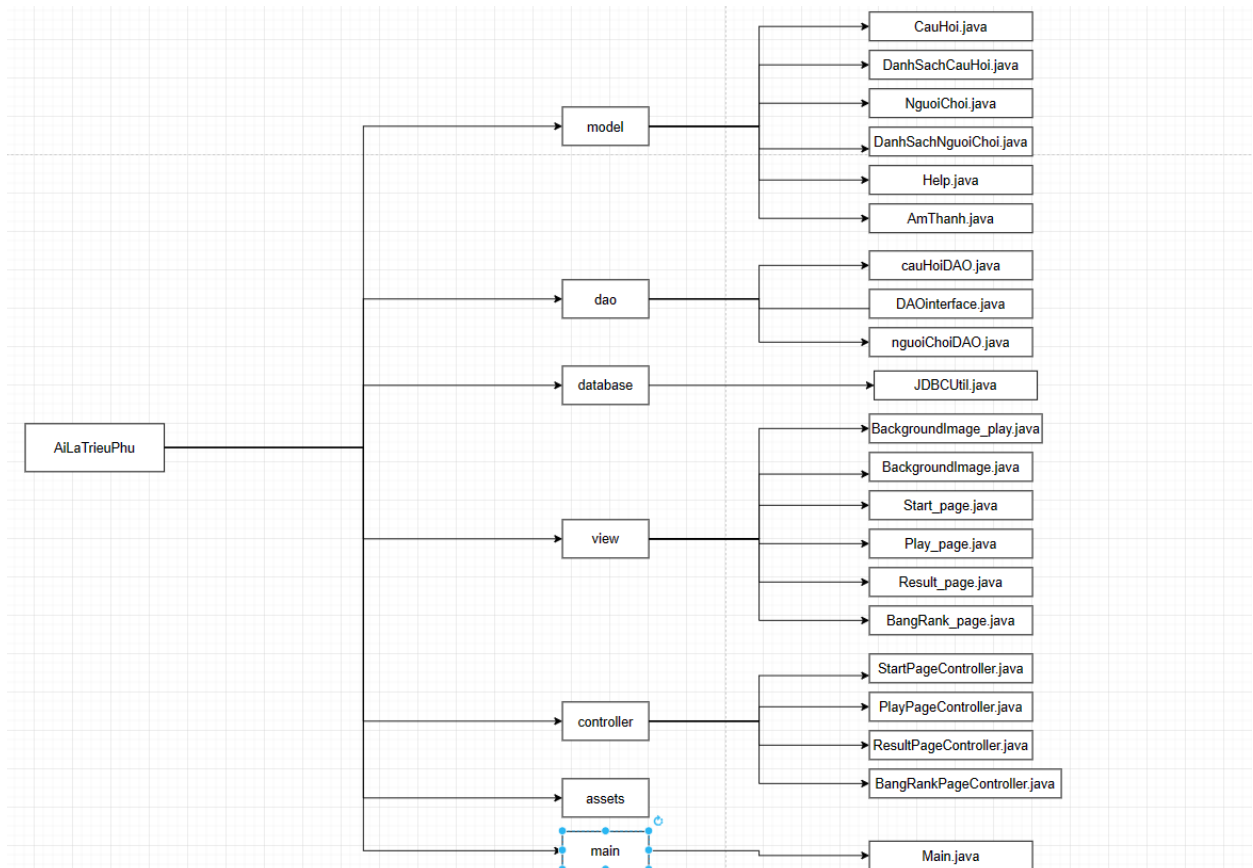 AiLaTrieuPhu
model
CauHoi.java
DanhSachCauHoi.java
NguoiChoi.java
DanhSachNguoiChoi.java
Help.java
AmThanh.java
dao
cauHoiDAO.java
DAOinterface.java
nguoiChoiDAO.java
database
JDBCUtil.java
view
BackgroundImage_play.java
BackgroundImage.java
Start_page.java
Play_page.java
Result_page.java
BangRank_page.java
controller
StartPageController.java
PlayPageController.java
ResultPageController.java
BangRankPageController.java
assets
main
Main.java